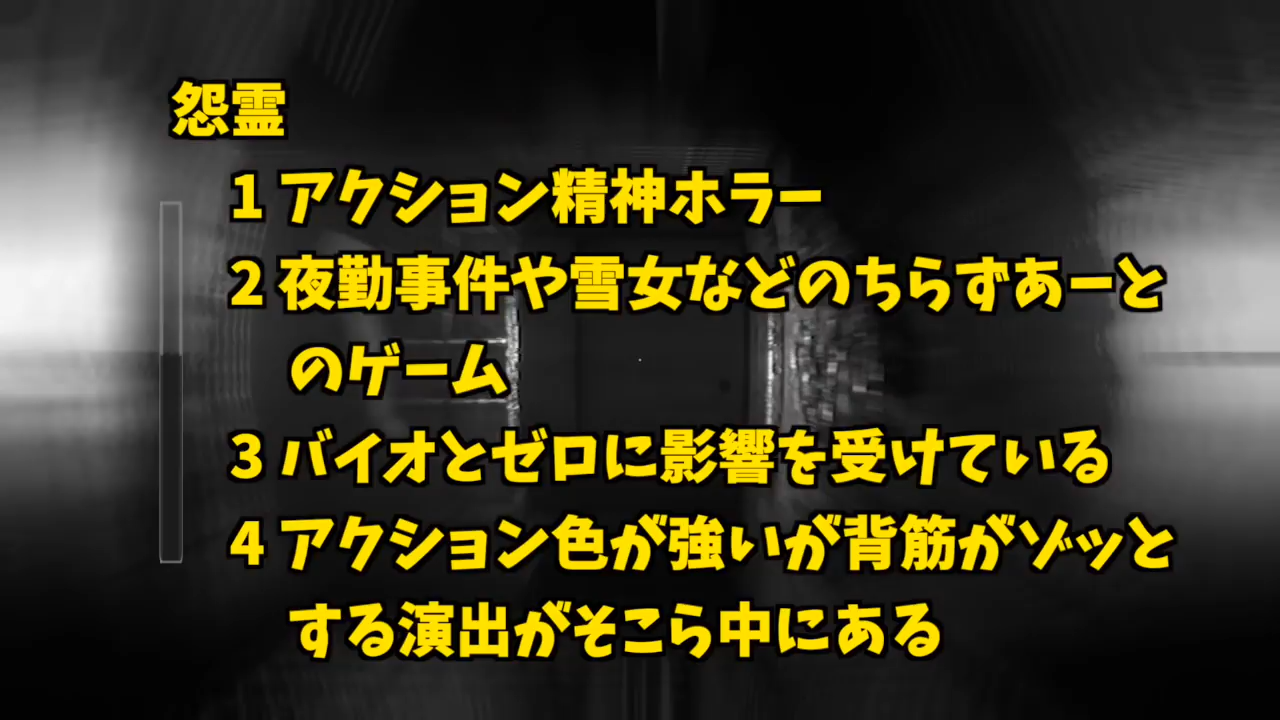 怨霊
1 アクション精神ホラー
2 夜勤事件や雪女などのちらずあーと
のゲーム
3 バイオとゼロに影響を受けている
4 アクション色が強いが背筋がゾッと
する演出がそこら中にある